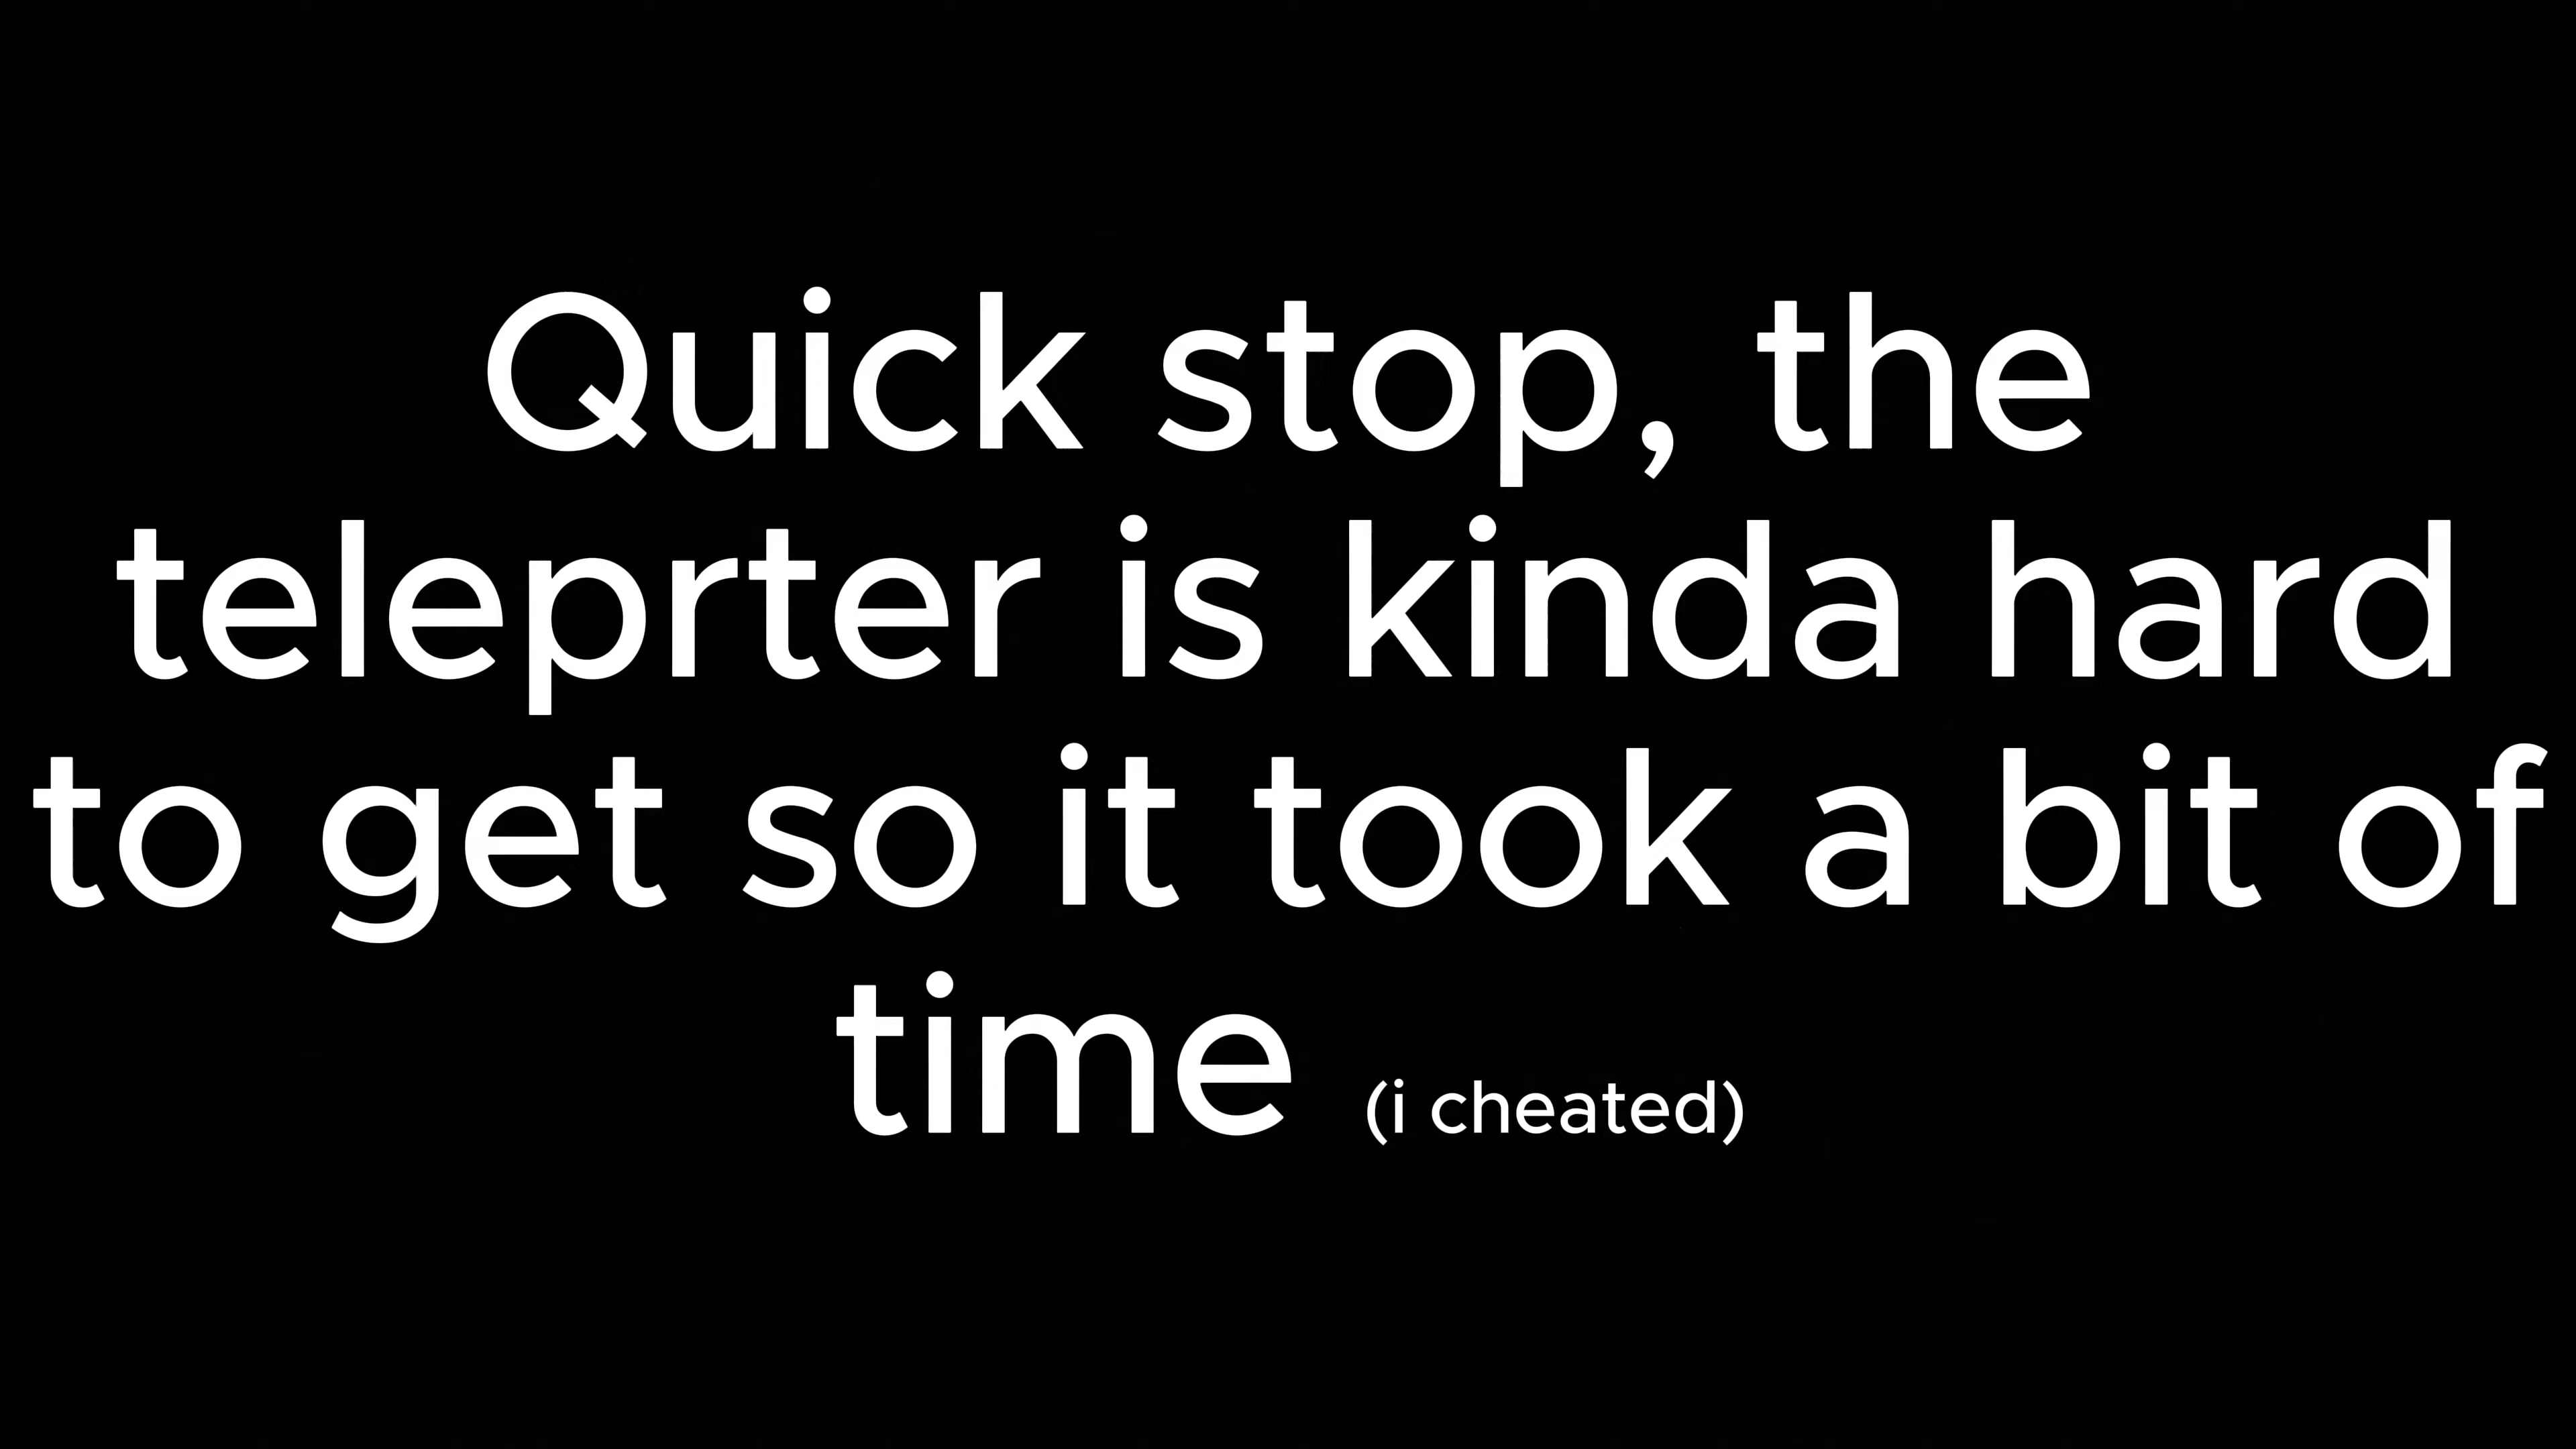 Quick stop, the
teleprter is kinda hard
to get so it took a bit of
time (i cheated)